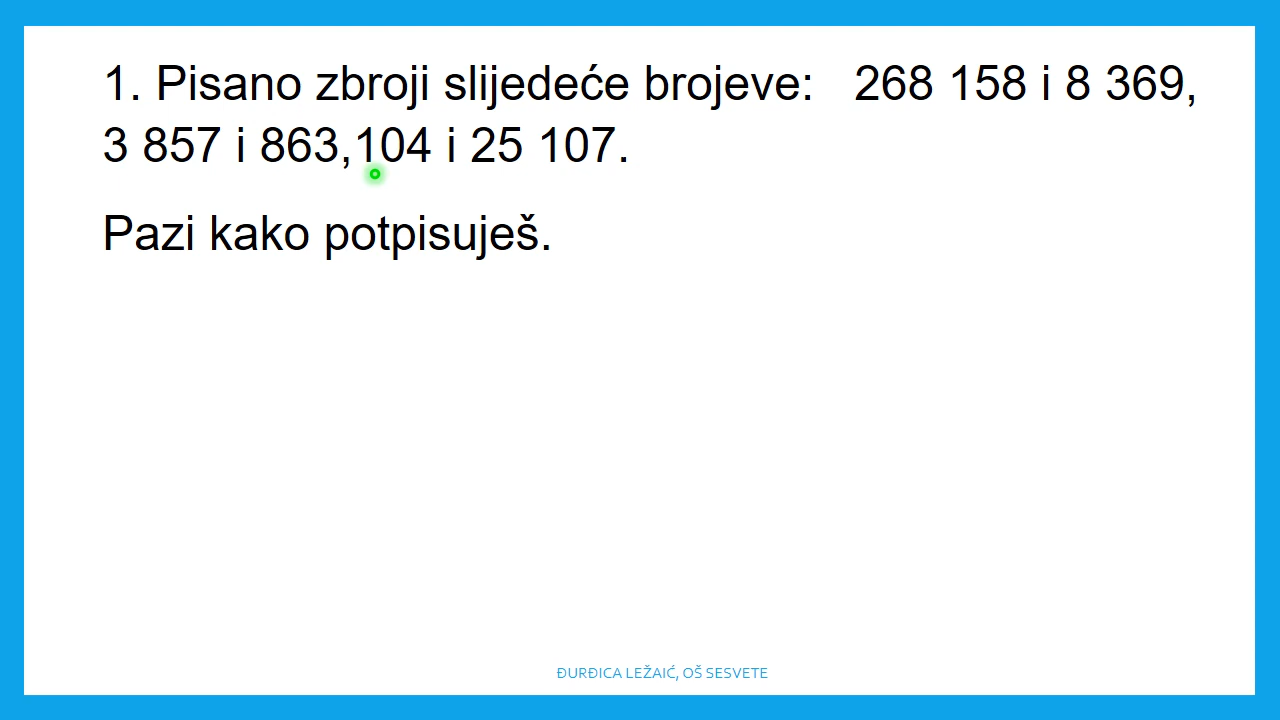 1. Pisano zbroji slijedeće brojeve: 268 158 i 8 369,
3 857 i 863,104 i 25 107.
Pazi kako potpisuješ.
ĐURĐICA LEŽAIĆ, OŠ SESVETE